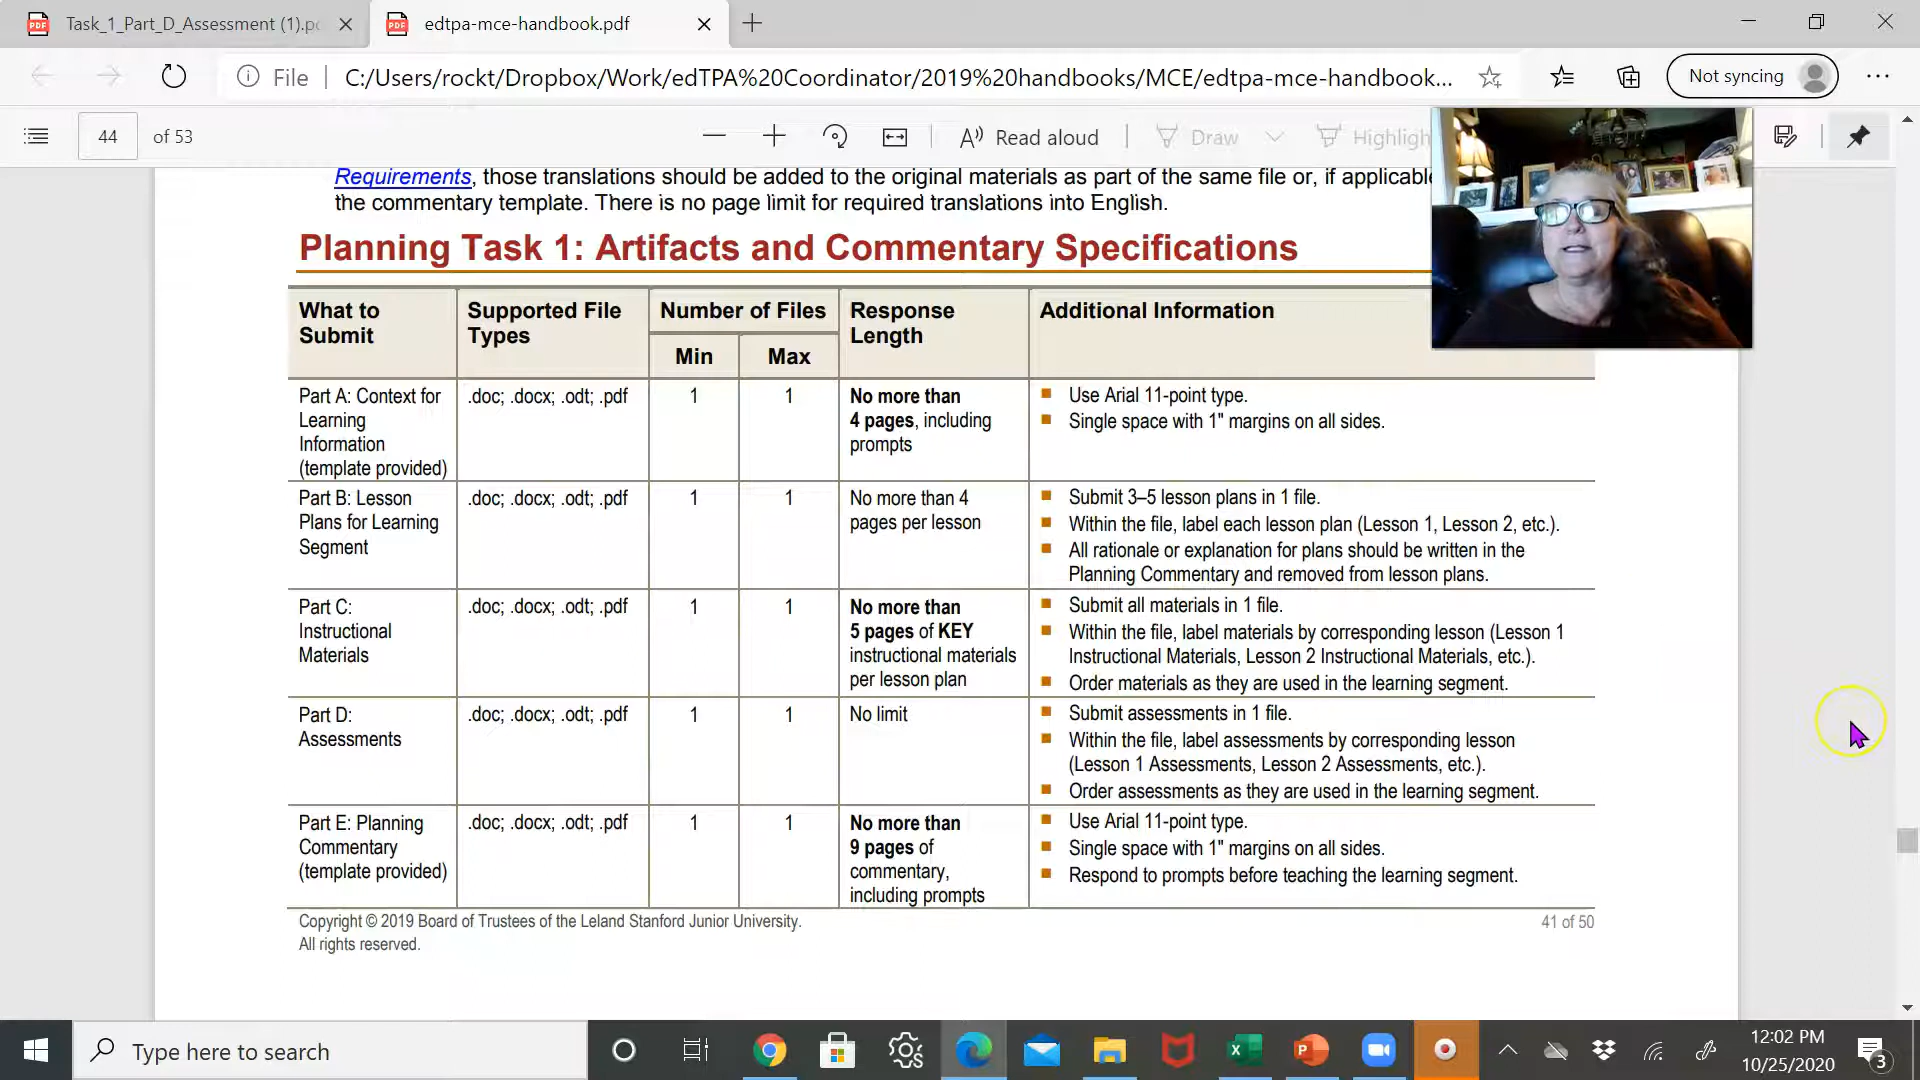 Task_1_Part_D_Assessment (1).pd
edtpa-mce-handbook.pdf
File
C:/Users/rockt/Dropbox/Work/edTPA%20Coordinator/2019%20handbooks/MCE/edtpa-mce-handbook...
Not syncing
44
of 53
Read aloud
Draw
Highligh
Requirements, those translations should be added to the original materials as part of the same file or, if applicable
the commentary template. There is no page limit for required translations into English.
Planning Task 1: Artifacts and Commentary Specifications
What to
Submit
Supported File
Types
Number of Files
Min
Max
Response
Length
Additional Information
Part A: Context for
Learning
Information
(template provided)
.doc; .docx; .odt; .pdf
1
1
No more than
4 pages, including
prompts
Use Arial 11-point type.
Single space with 1" margins on all sides.
Part B: Lesson
Plans for Learning
Segment
.doc; .docx; .odt; .pdf
1
1
No more than 4
pages per lesson
Submit 3–5 lesson plans in 1 file.
Within the file, label each lesson plan (Lesson 1, Lesson 2, etc.).
All rationale or explanation for plans should be written in the
Planning Commentary and removed from lesson plans.
Part C:
Instructional
Materials
.doc; .docx; .odt; .pdf
1
1
No more than
5 pages of KEY
instructional materials
per lesson plan
Submit all materials in 1 file.
Within the file, label materials by corresponding lesson (Lesson 1
Instructional Materials, Lesson 2 Instructional Materials, etc.).
Order materials as they are used in the learning segment.
Part D:
Assessments
.doc; .docx; .odt; .pdf
1
1
No limit
Submit assessments in 1 file.
Within the file, label assessments by corresponding lesson
(Lesson 1 Assessments, Lesson 2 Assessments, etc.).
Order assessments as they are used in the learning segment.
Part E: Planning
Commentary
(template provided)
.doc; .docx; .odt; .pdf
1
1
No more than
9 pages of
commentary,
including prompts
Use Arial 11-point type.
Single space with 1" margins on all sides.
Respond to prompts before teaching the learning segment.
Copyright © 2019 Board of Trustees of the Leland Stanford Junior University.
All rights reserved.
41 of 50
Type here to search
12:02 PM
10/25/2020
3